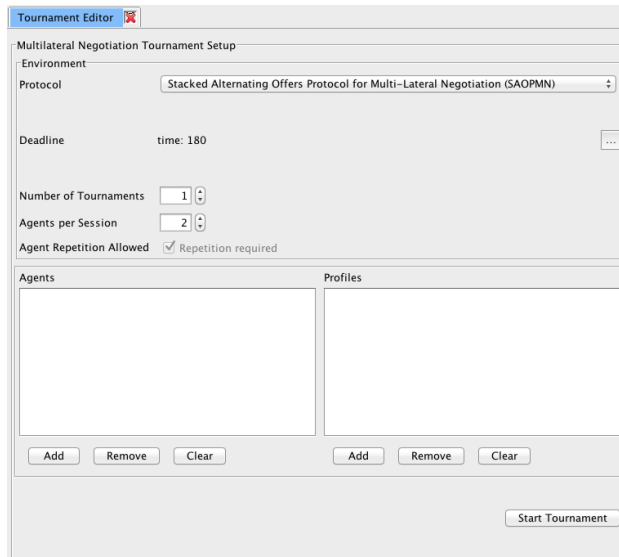 Tournament Editor
Multilateral Negotiation Tournament Setup
Environment
Protocol Stacked Alternating Offers Protocol for Multi-Lateral Negotiation (SAOPMN)
Deadline time: 180 ...
Number of Tournaments 1
Agents per Session 2
Agent Repetition Allowed Repetition required
Agents Profiles
Add Remove Clear Add Remove Clear
Start Tournament